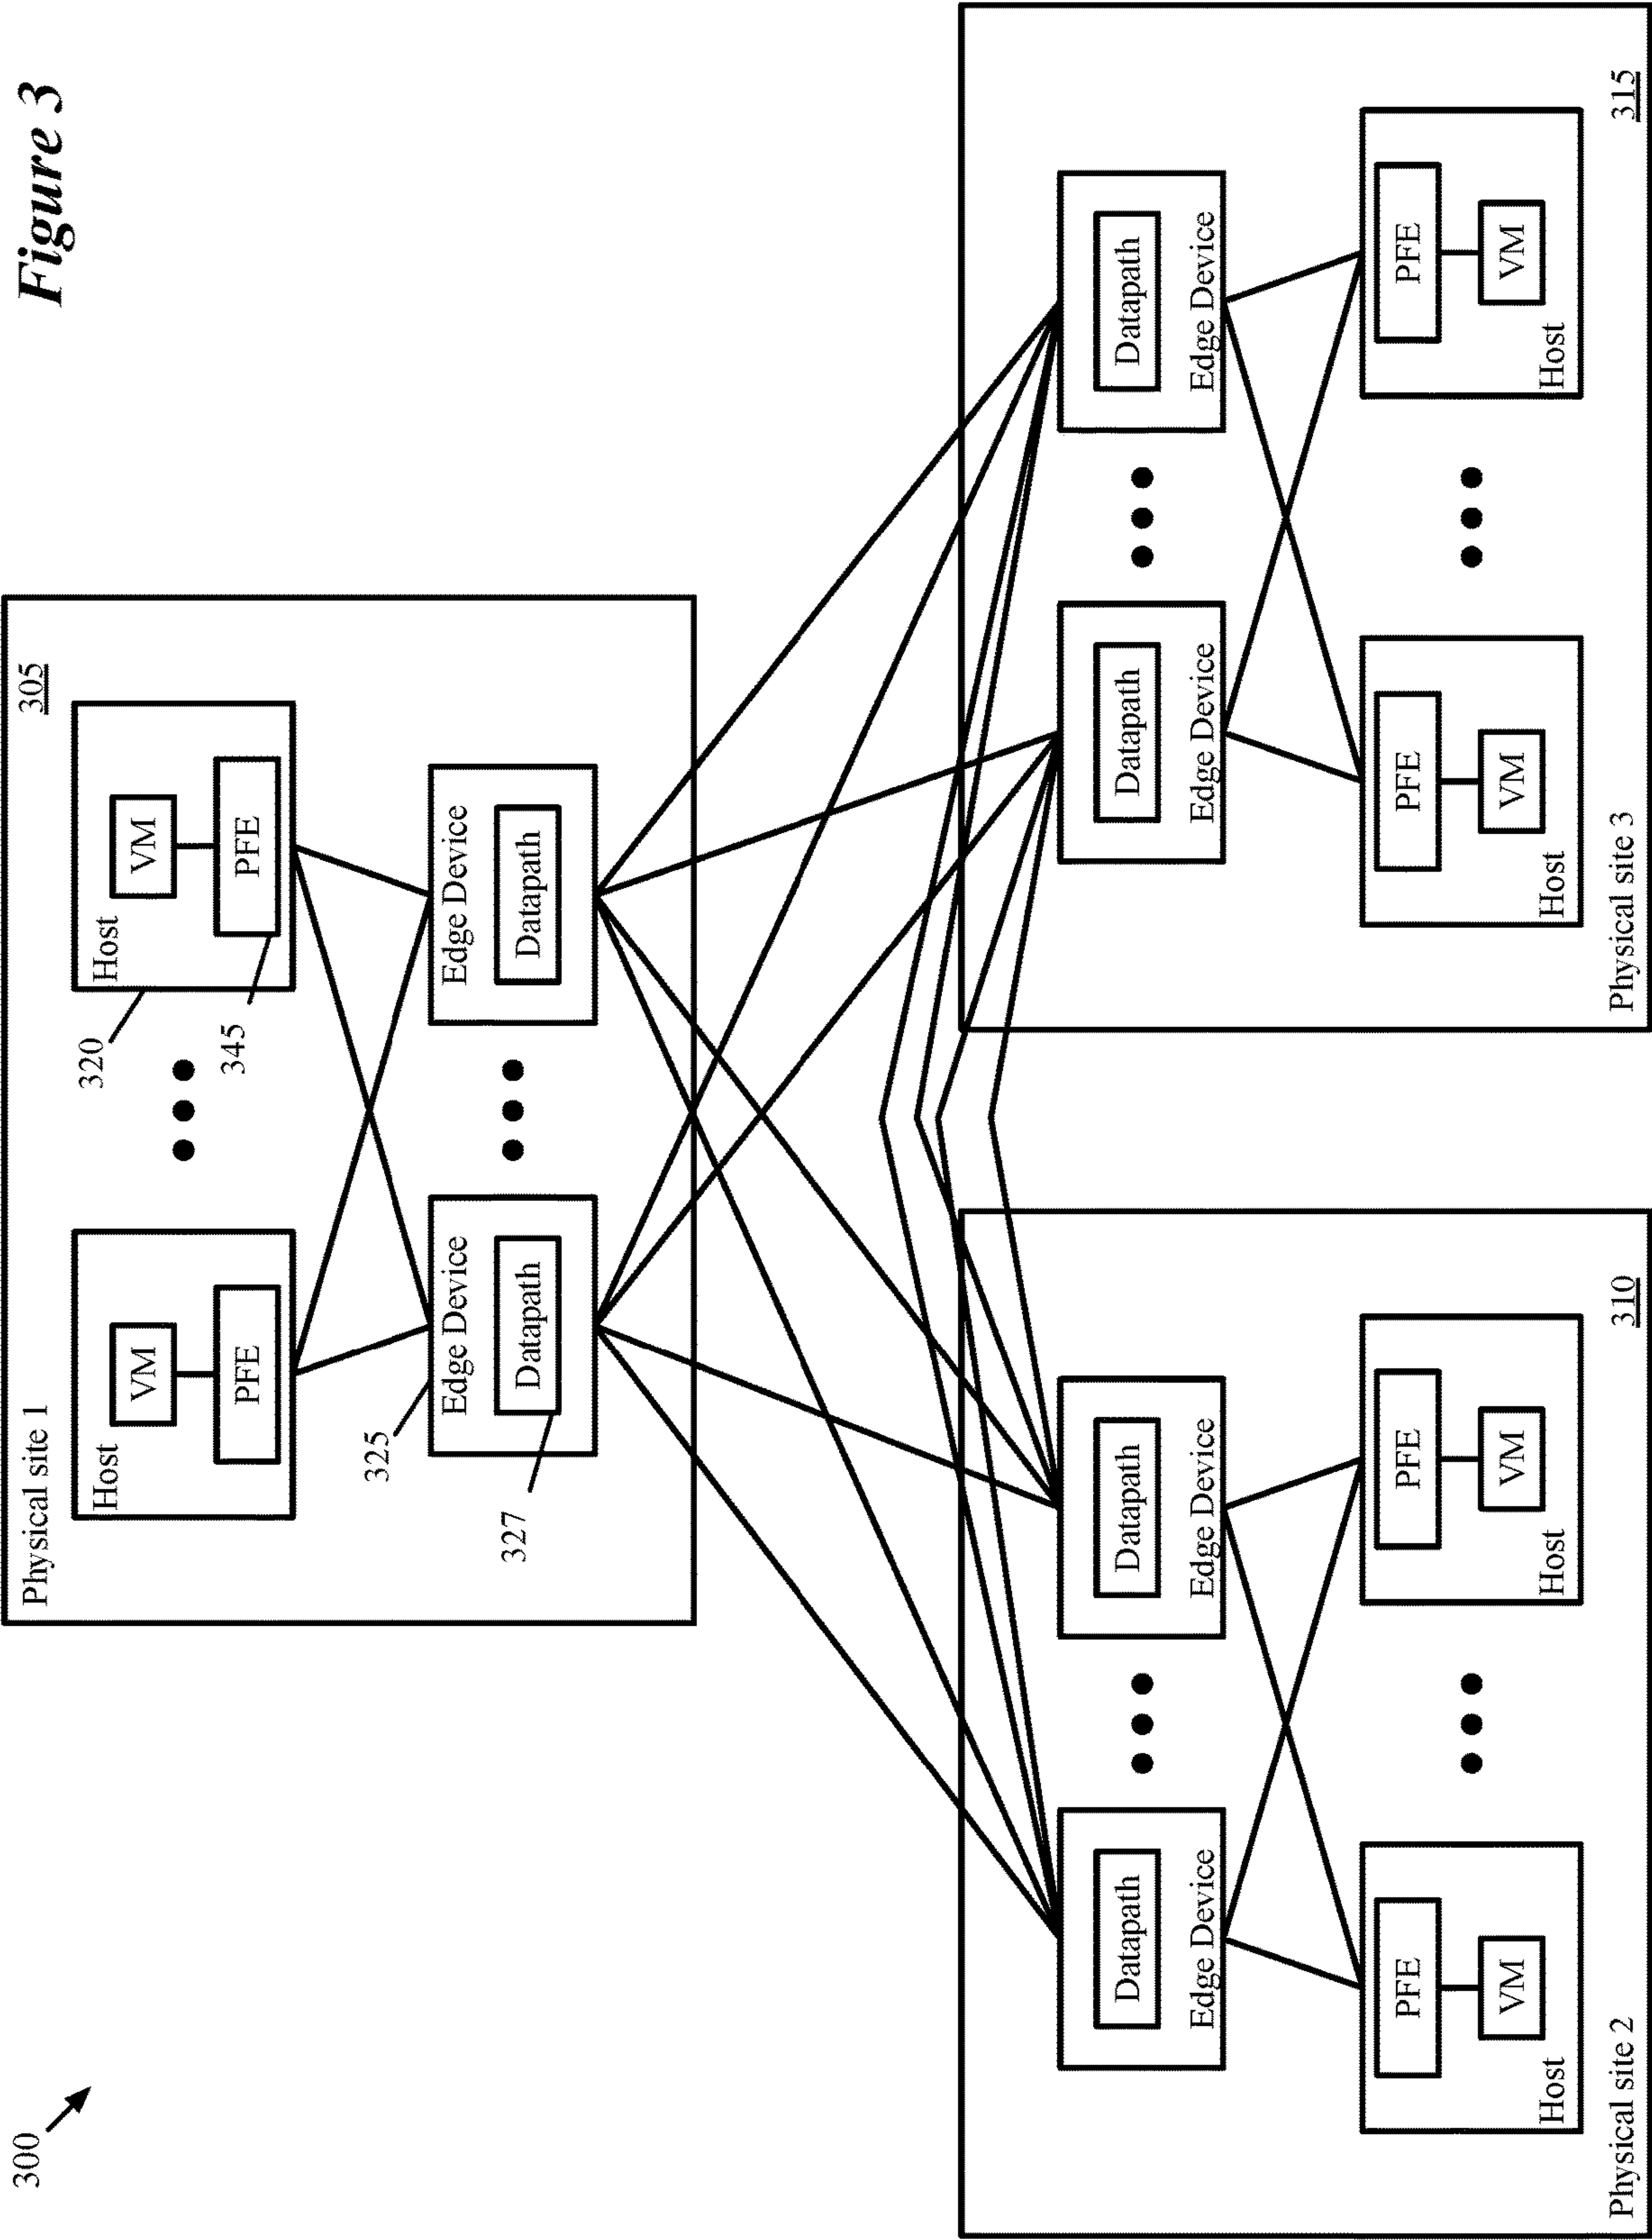 Figure 3
300
Physical site 1
305
Host
VM
PFE
Host
VM
PFE
320
345
325
Edge Device
Datapath
327
Edge Device
Datapath
Datapath
Edge Device
Datapath
Edge Device
PFE
VM
Host
PFE
VM
Host
Physical site 2
310
Datapath
Edge Device
Datapath
Edge Device
PFE
VM
Host
PFE
VM
Host
Physical site 3
315